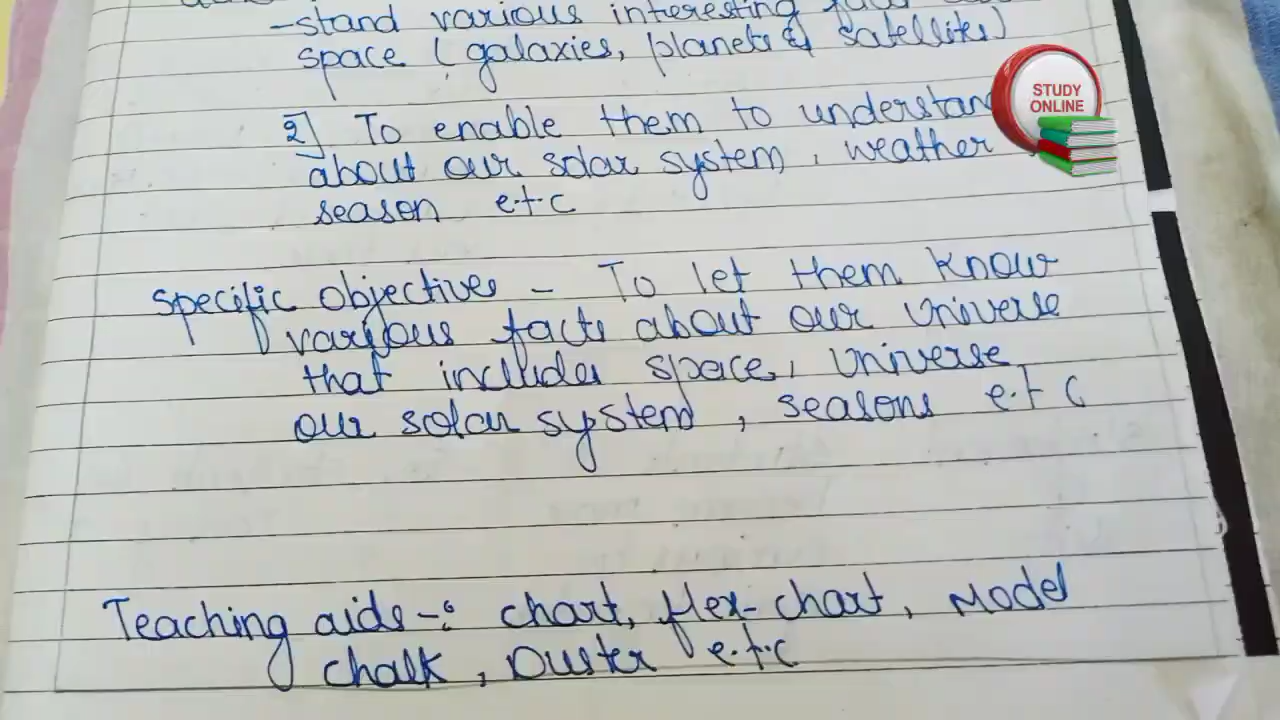 -stand various interesting
space (galaxies, planets & satellites)
STUDY
ONLINE
2] To enable them to understand
about our solar system, weather
season e.t.c
specific objectives - To let them know
various facts about our universe
that includes space, universe
our solar system, seasons e.t c
Teaching aids -: chart, flex-chart, Model
chalk, Duster e.t.c